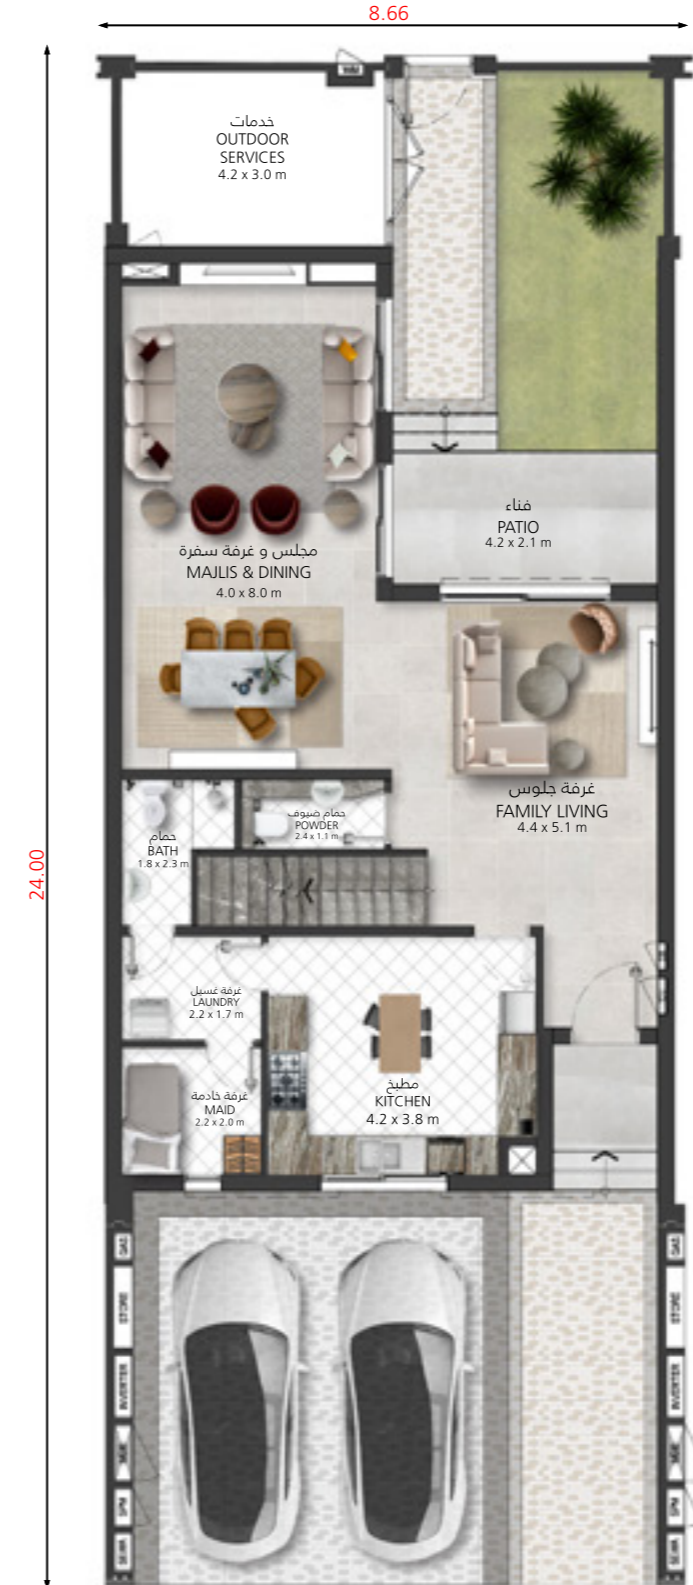 8.66
24.00
خدمات
OUTDOOR
SERVICES
4.2 x 3.0 m
فناء
PATIO
4.2 x 2.1 m
مجلس و غرفة سفرة
MAJLIS & DINING
4.0 x 8.0 m
غرفة جلوس
FAMILY LIVING
4.4 x 5.1 m
حمام ضيوف
POWDER
2.4 x 1.1 m
حمام
BATH
1.8 x 2.3 m
غرفة غسيل
LAUNDRY
2.2 x 1.7 m
غرفة خادمة
MAID
2.2 x 2.0 m
مطبخ
KITCHEN
4.2 x 3.8 m
GAS
STORE
INVERTER
GAS
STORE
INVERTER